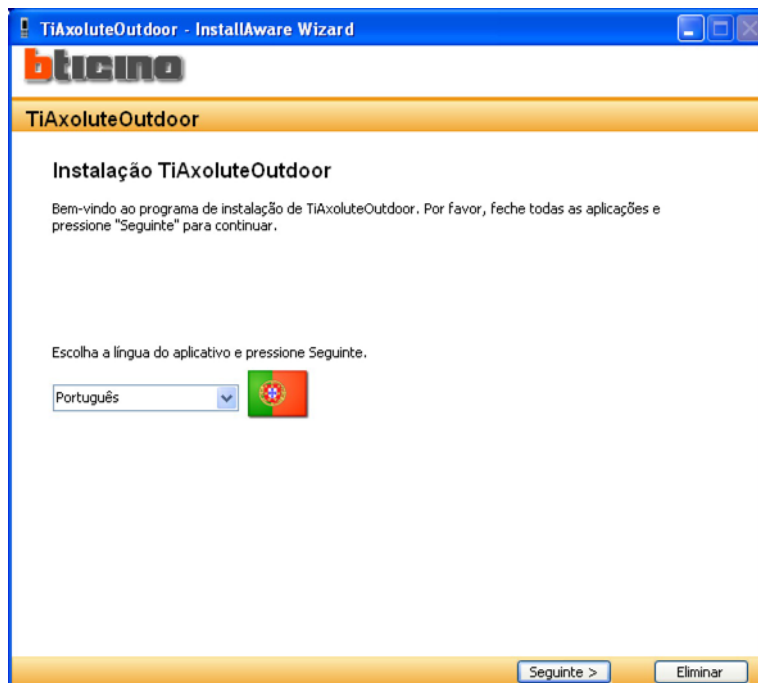 TiAxoluteOutdoor - InstallAware Wizard
bticino
TiAxoluteOutdoor
Instalação TiAxoluteOutdoor
Bem-vindo ao programa de instalação de TiAxoluteOutdoor. Por favor, feche todas as aplicações e
pressione "Seguinte" para continuar.
Escolha a língua do aplicativo e pressione Seguinte.
Português
Seguinte >
Eliminar